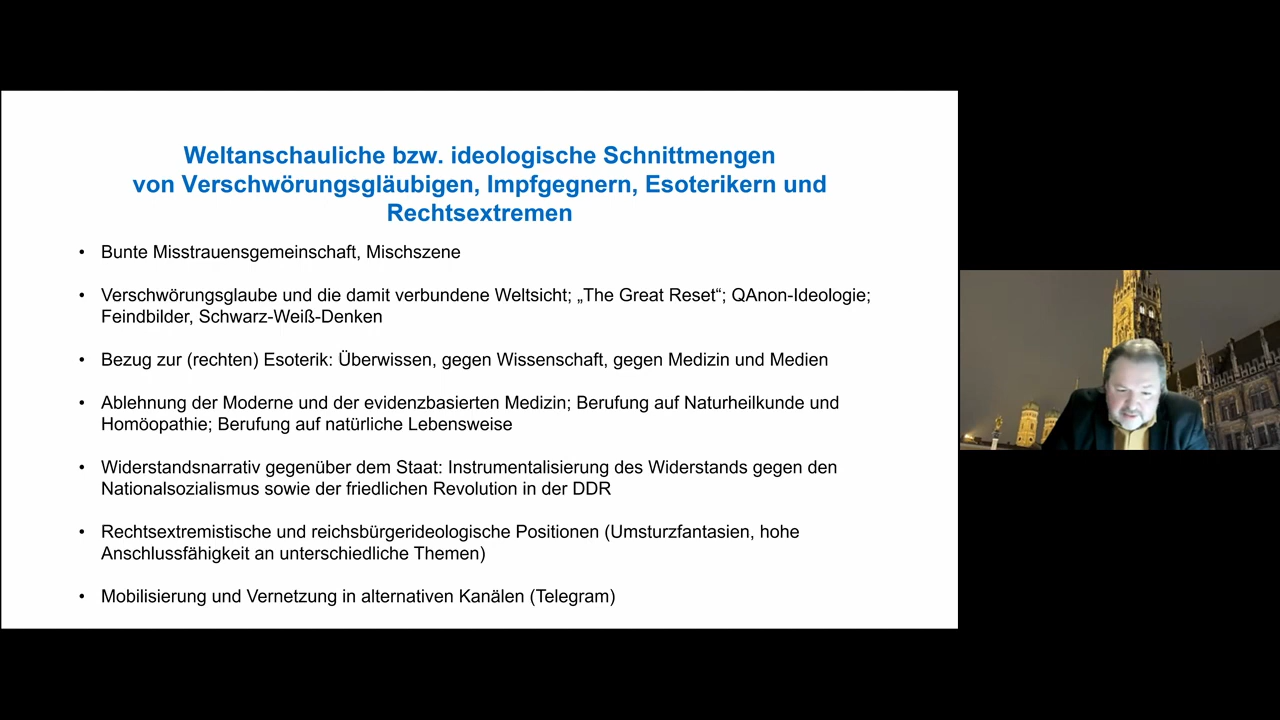 Weltanschauliche bzw. ideologische Schnittmengen
von Verschwörungsgläubigen, Impfgegnern, Esoterikern und
Rechtsextremen
• Bunte Misstrauensgemeinschaft, Mischszene
• Verschwörungsglaube und die damit verbundene Weltsicht; „The Great Reset“; QAnon-Ideologie;
Feindbilder, Schwarz-Weiß-Denken
• Bezug zur (rechten) Esoterik: Überwissen, gegen Wissenschaft, gegen Medizin und Medien
• Ablehnung der Moderne und der evidenzbasierten Medizin; Berufung auf Naturheilkunde und
Homöopathie; Berufung auf natürliche Lebensweise
• Widerstandsnarrativ gegenüber dem Staat: Instrumentalisierung des Widerstands gegen den
Nationalsozialismus sowie der friedlichen Revolution in der DDR
• Rechtsextremistische und reichsbürgerideologische Positionen (Umsturzfantasien, hohe
Anschlussfähigkeit an unterschiedliche Themen)
• Mobilisierung und Vernetzung in alternativen Kanälen (Telegram)